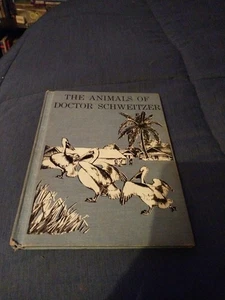 THE ANIMALS OF
DOCTOR SCHWEITZER